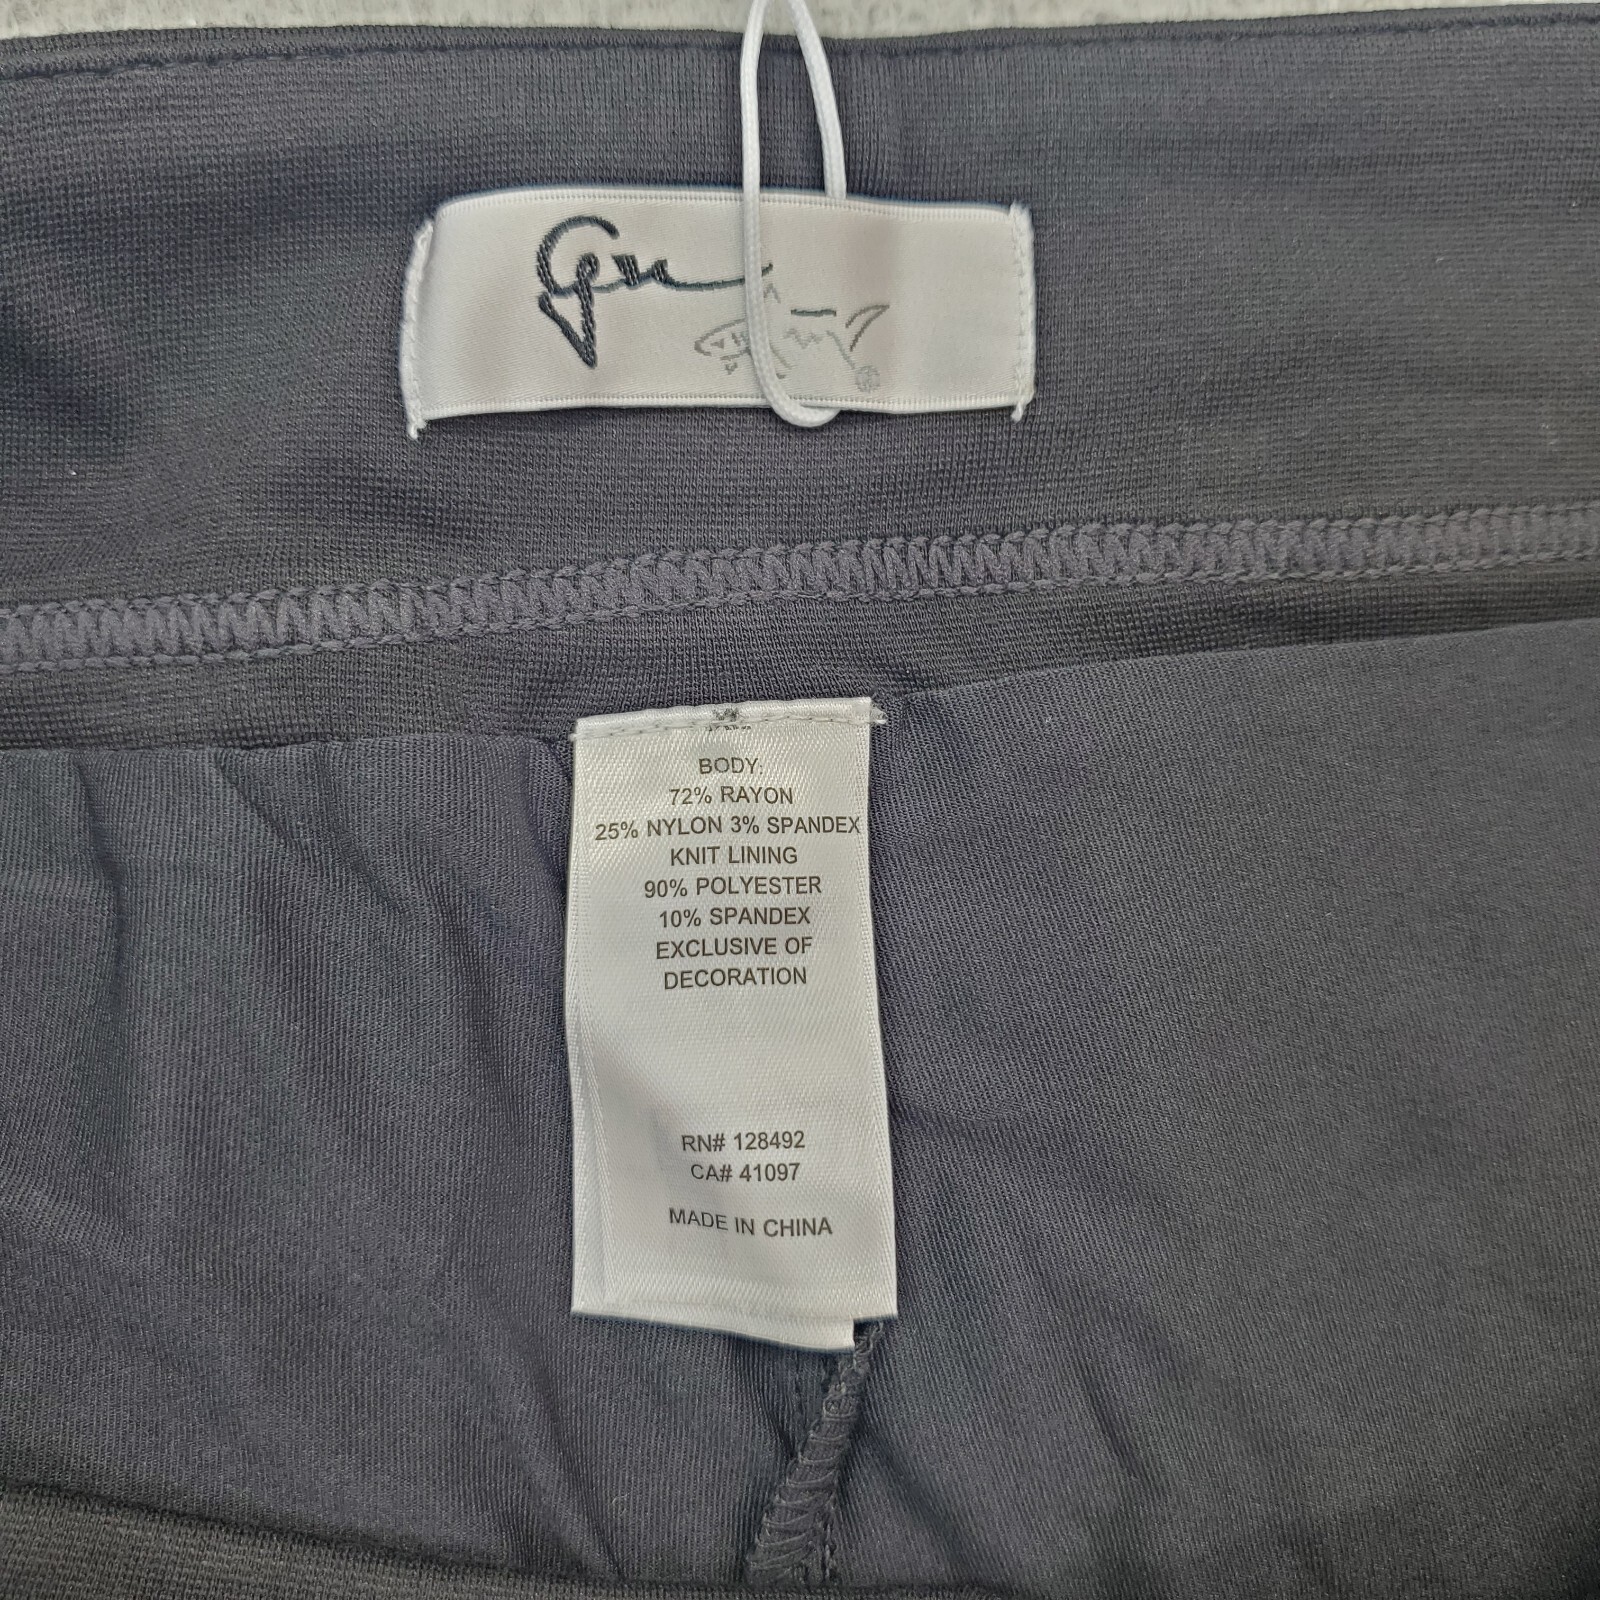 BODY:
72% RAYON
25% NYLON 3% SPANDEX
KNIT LINING
90% POLYESTER
10% SPANDEX
EXCLUSIVE OF
DECORATION
RN# 128492
CA# 41097
MADE IN CHINA